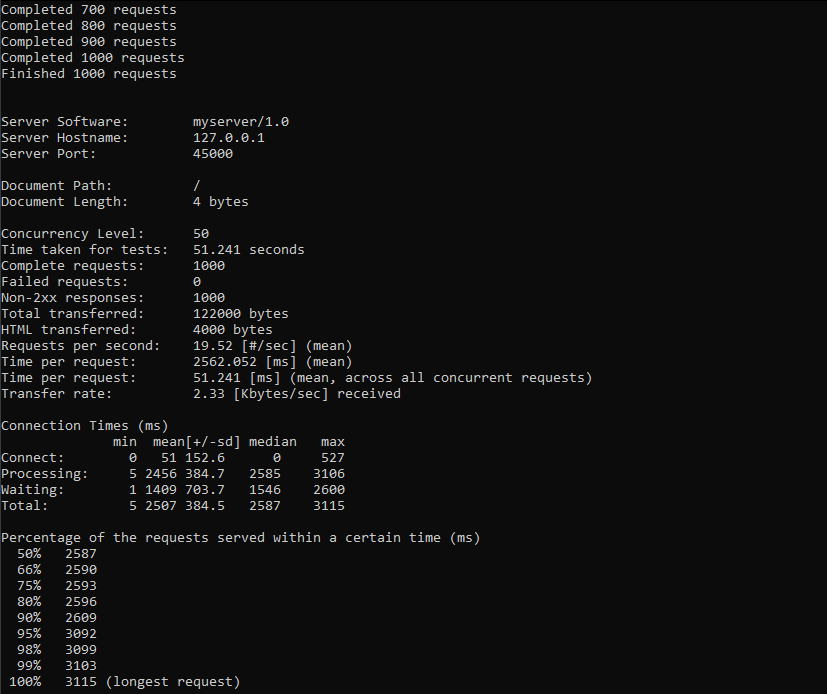 Completed 700 requests
Completed 800 requests
Completed 900 requests
Completed 1000 requests
Finished 1000 requests
Server Software: myserver/1.0
Server Hostname: 127.0.0.1
Server Port: 45000
Document Path: /
Document Length: 4 bytes
Concurrency Level: 50
Time taken for tests: 51.241 seconds
Complete requests: 1000
Failed requests: 0
Non-2xx responses: 1000
Total transferred: 122000 bytes
HTML transferred: 4000 bytes
Requests per second: 19.52 [#/sec] (mean)
Time per request: 2562.052 [ms] (mean)
Time per request: 51.241 [ms] (mean, across all concurrent requests)
Transfer rate: 2.33 [Kbytes/sec] received
Connection Times (ms)
min mean[+/-sd] median max
Connect: 0 51 152.6 0 527
Processing: 5 2456 384.7 2585 3106
Waiting: 1 1409 703.7 1546 2600
Total: 5 2507 384.5 2587 3115
Percentage of the requests served within a certain time (ms)
50% 2587
66% 2590
75% 2593
80% 2596
90% 2609
95% 3092
98% 3099
99% 3103
100% 3115 (longest request)